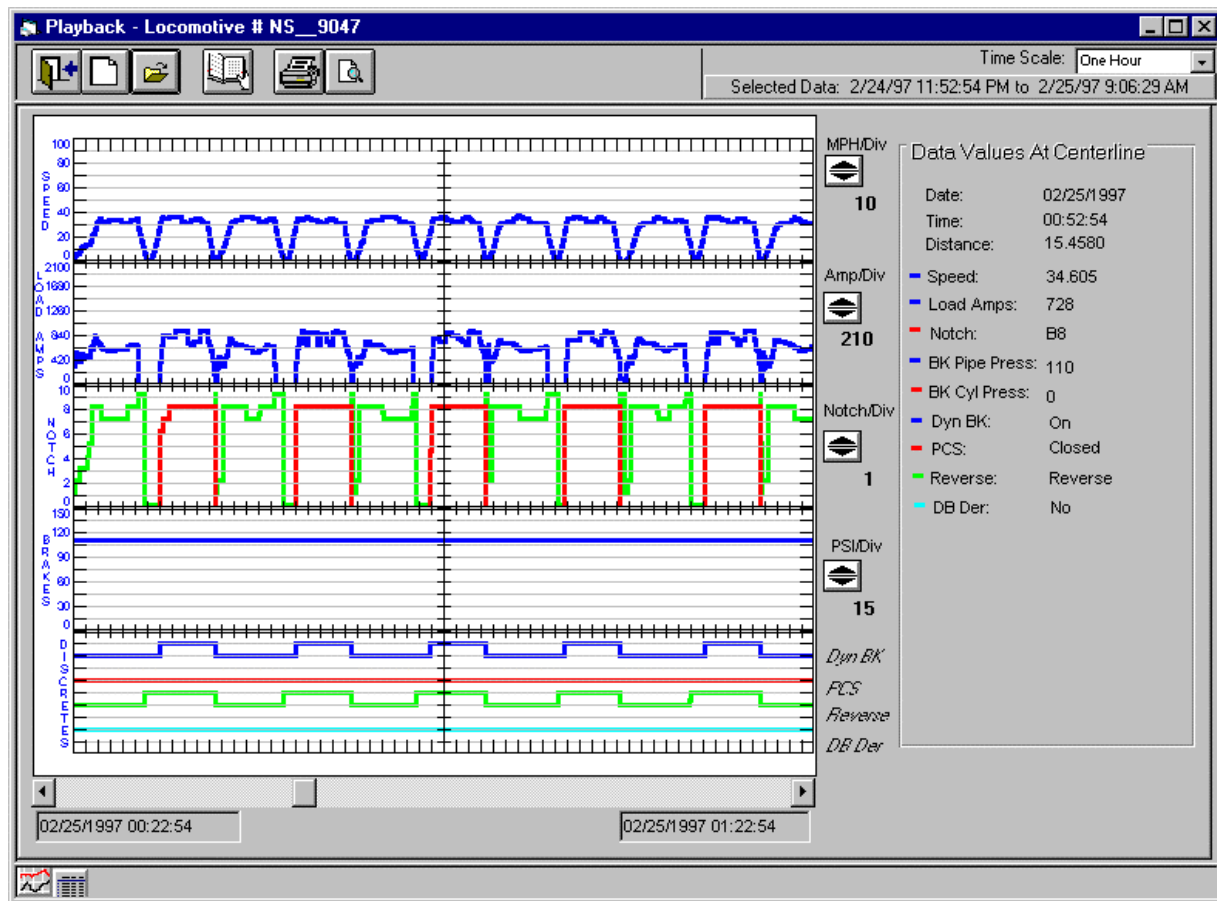 Playback - Locomotive # NS__9047
Time Scale: One Hour
Selected Data: 2/24/97 11:52:54 PM to 2/25/97 9:06:29 AM
SPEED
100
80
60
40
20
0
MPH/Div
10
LOAD AMPS
2100
1680
1260
840
420
0
Amp/Div
210
NOTCH
10
8
6
4
2
0
Notch/Div
1
BRAKES
150
120
90
60
30
0
PSI/Div
15
DISCRETES
Dyn BK
PCS
Reverse
DB Der
Data Values At Centerline
Date: 02/25/1997
Time: 00:52:54
Distance: 15.4580
Speed: 34.605
Load Amps: 728
Notch: B8
BK Pipe Press: 110
BK Cyl Press: 0
Dyn BK: On
PCS: Closed
Reverse: Reverse
DB Der: No
02/25/1997 00:22:54
02/25/1997 01:22:54